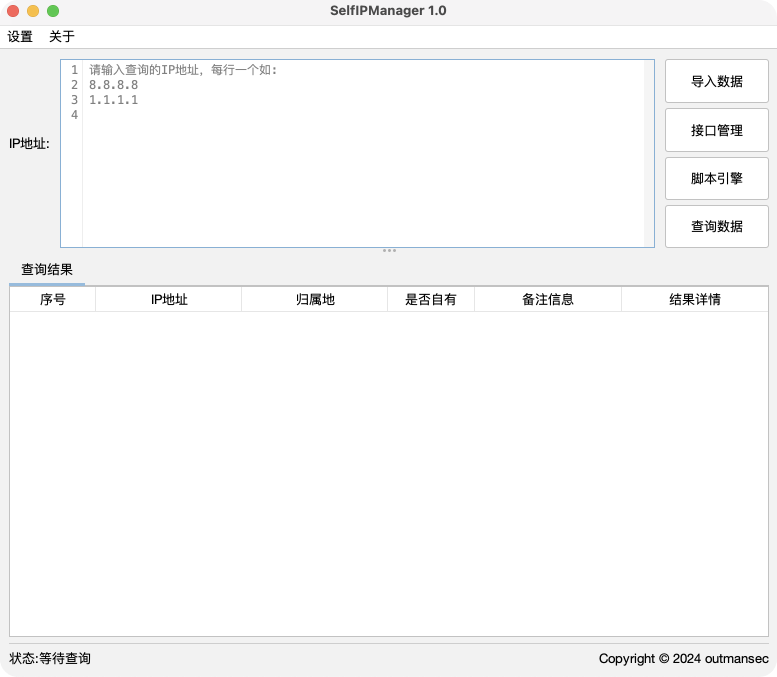 SelfIPManager 1.0
设置 关于
IP地址:
1 请输入查询的IP地址, 每行一个如:
2 8.8.8.8
3 1.1.1.1
4
导入数据
接口管理
脚本引擎
查询数据
查询结果
序号 IP地址 归属地 是否自有 备注信息 结果详情
状态:等待查询
Copyright © 2024 outmansec